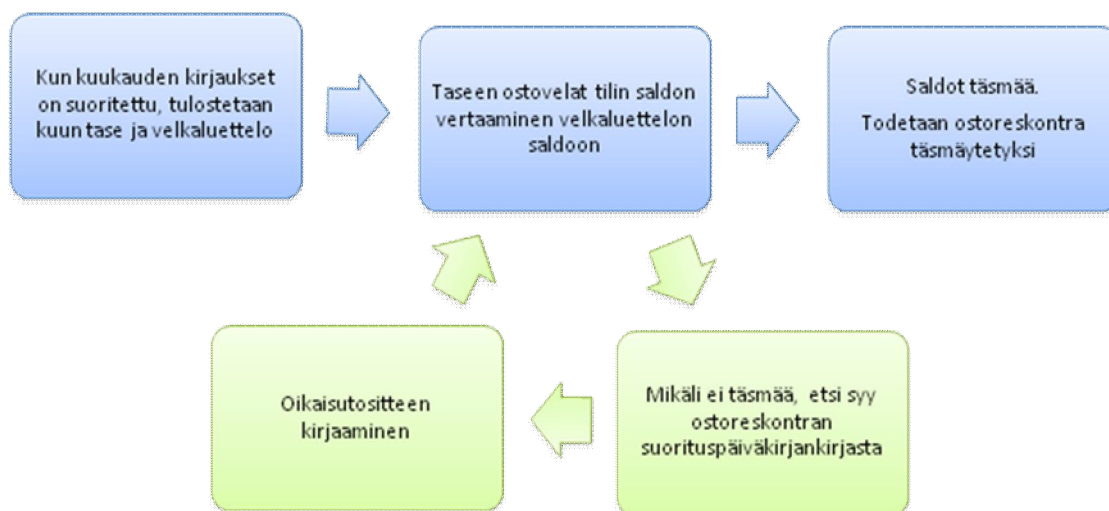 Kun kuukauden kirjaukset
on suoritettu, tulostetaan
kuun tase ja velkaluettelo
Taseen ostovelat tilin saldon
vertaaminen velkaluettelon
saldoon
Saldot täsmää.
Todetaan ostoreskontra
täsmäytetyksi
Oikaisutositteen
kirjaaminen
Mikäli ei täsmää, etsi syy
ostoreskontran
suorituspäiväkirjankirjasta